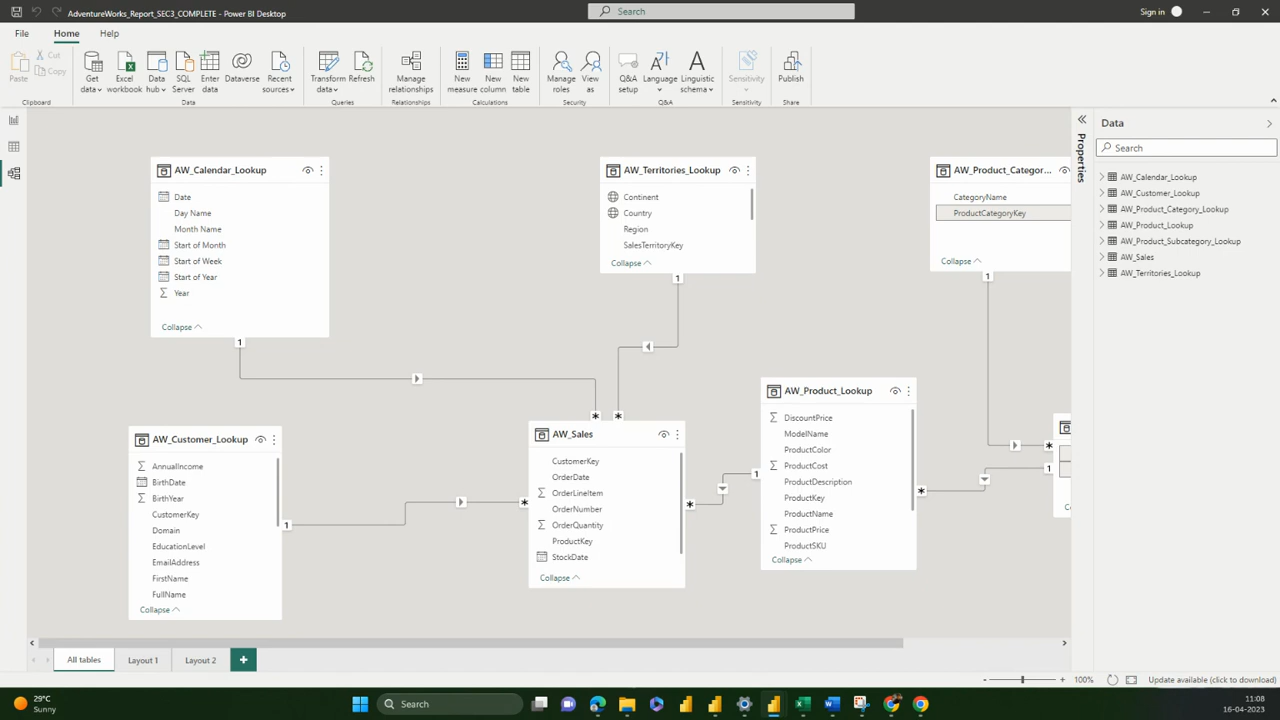 AdventureWorks_Report_SEC3_COMPLETE - Power BI Desktop
Search
Sign in
File
Home
Help
Paste
Cut
Copy
Get data
Excel workbook
Data hub
SQL Server
Enter data
Dataverse
Recent sources
Transform data
Refresh
Manage relationships
New measure
New column
New table
Manage roles
View as
Q&A setup
Language
Linguistic schema
Sensitivity
Publish
Clipboard
Data
Queries
Relationships
Calculations
Security
Q&A
Sensitivity
Share
AW_Calendar_Lookup
Date
Day Name
Month Name
Start of Month
Start of Week
Start of Year
Year
Collapse
1
AW_Territories_Lookup
Continent
Country
Region
SalesTerritoryKey
Collapse
1
AW_Product_Categor...
CategoryName
ProductCategoryKey
Collapse
1
AW_Customer_Lookup
AnnualIncome
BirthDate
BirthYear
CustomerKey
Domain
EducationLevel
EmailAddress
FirstName
FullName
Collapse
1
*
*
*
AW_Sales
CustomerKey
OrderDate
OrderLineItem
OrderNumber
OrderQuantity
ProductKey
StockDate
Collapse
*
1
AW_Product_Lookup
DiscountPrice
ModelName
ProductColor
ProductCost
ProductDescription
ProductKey
ProductName
ProductPrice
ProductSKU
Collapse
*
*
1
Properties
Data
Search
AW_Calendar_Lookup
AW_Customer_Lookup
AW_Product_Category_Lookup
AW_Product_Lookup
AW_Product_Subcategory_Lookup
AW_Sales
AW_Territories_Lookup
All tables
Layout 1
Layout 2
+
- + 100%
Update available (click to download)
29°C
Sunny
Search
11:08
16-04-2023